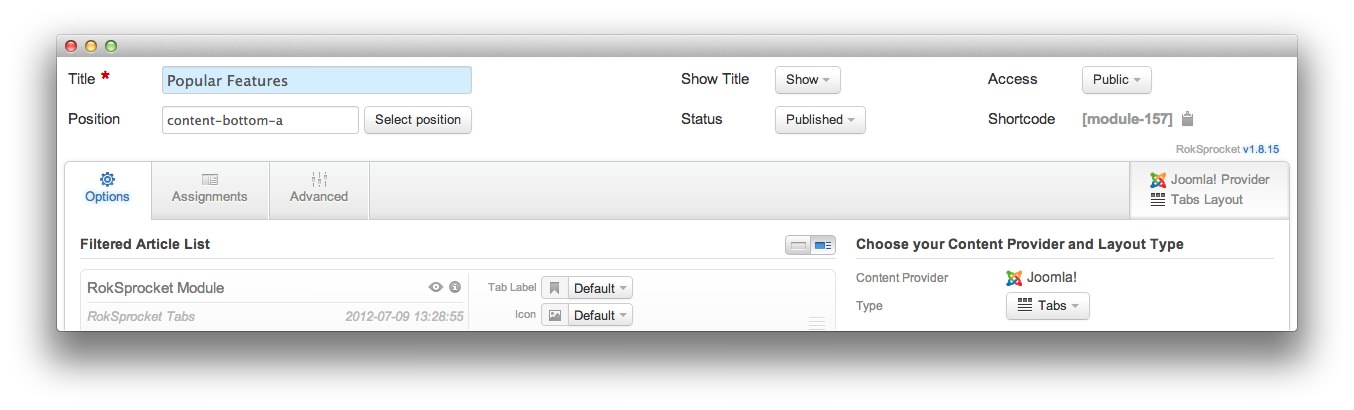 Title * Popular Features Show Title Show Access Public
Position content-bottom-a Select position Status Published Shortcode [module-157]
RokSprocket v1.8.15
Options Assignments Advanced
Joomla! Provider
Tabs Layout
Filtered Article List
RokSprocket Module Tab Label Default
RokSprocket Tabs 2012-07-09 13:28:55 Icon Default
Choose your Content Provider and Layout Type
Content Provider Joomla!
Type Tabs